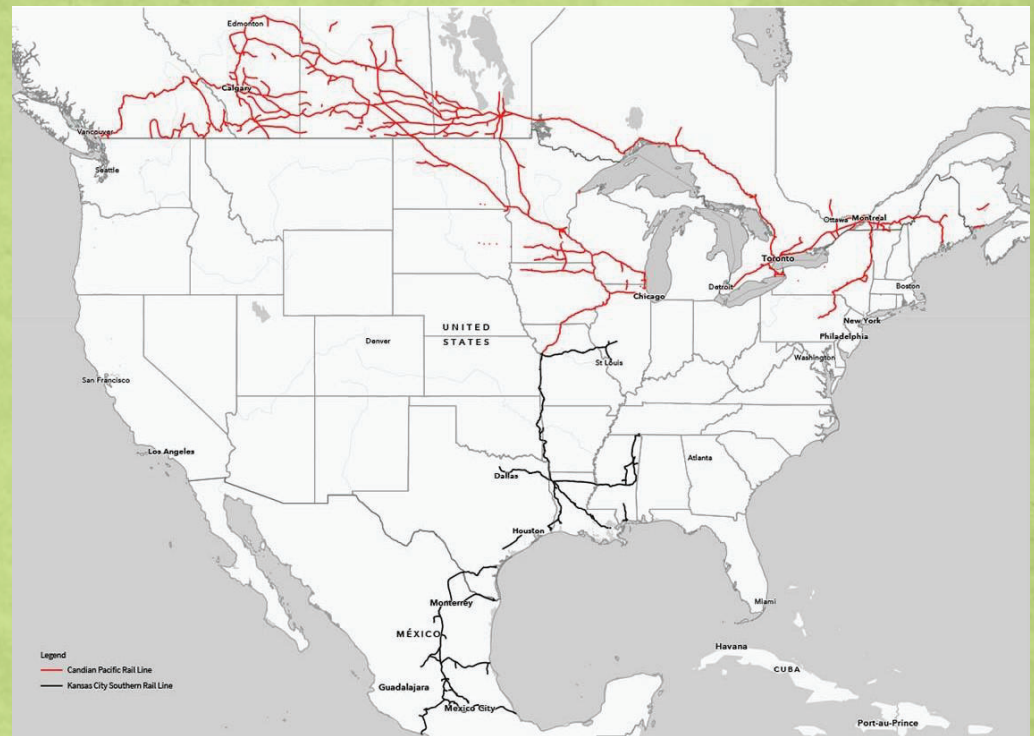 Edmonton
Calgary
Vancouver
Seattle
Ottawa Montreal
Toronto
Detroit
Boston
Chicago
New York
Philadelphia
UNITED
STATES
Denver
St Louis
Washington
San Francisco
Los Angeles
Atlanta
Dallas
Houston
Monterrey
Miami
MÉXICO
Havana
CUBA
Legend
Candian Pacific Rail Line
Kansas City Southern Rail Line
Guadalajara
Mexico City
Port-au-Prince